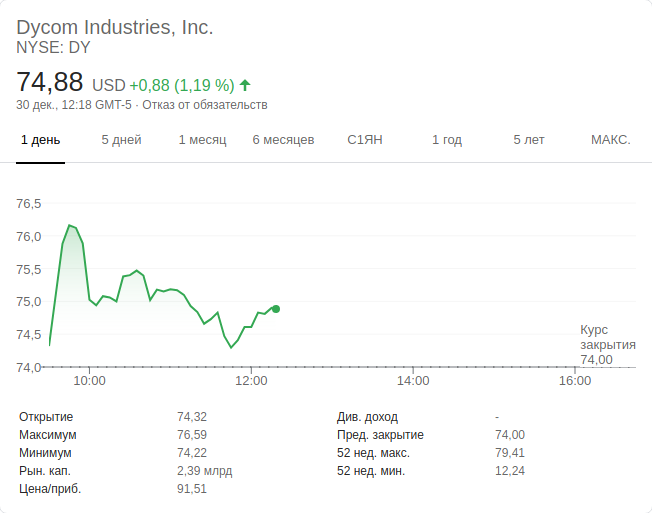 Dycom Industries, Inc.
NYSE: DY
74,88 USD +0,88 (1,19 %)
30 дек., 12:18 GMT-5 · Отказ от обязательств
1 день 5 дней 1 месяц 6 месяцев С1ЯН 1 год 5 лет МАКС.
76,5
76,0
75,5
75,0
74,5
74,0
Курс
закрытия
74,00
10:00 12:00 14:00 16:00
Открытие 74,32 Див. доход -
Максимум 76,59 Пред. закрытие 74,00
Минимум 74,22 52 нед. макс. 79,41
Рын. кап. 2,39 млрд 52 нед. мин. 12,24
Цена/приб. 91,51